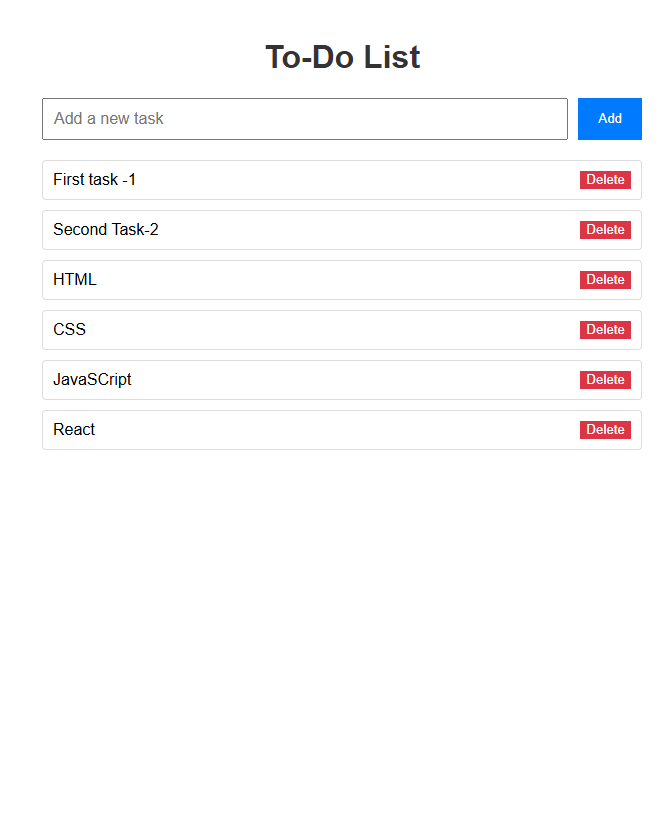 To-Do List
Add a new task Add
First task -1 Delete
Second Task-2 Delete
HTML Delete
CSS Delete
JavaSCript Delete
React Delete